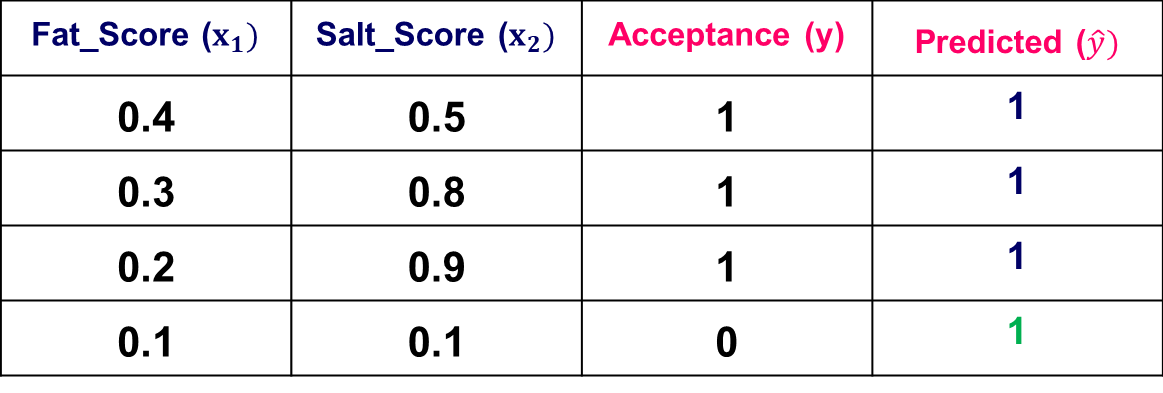 Fat_Score (x₁) Salt_Score (x₂) Acceptance (y) Predicted (ŷ)
0.4 0.5 1 1
0.3 0.8 1 1
0.2 0.9 1 1
0.1 0.1 0 1